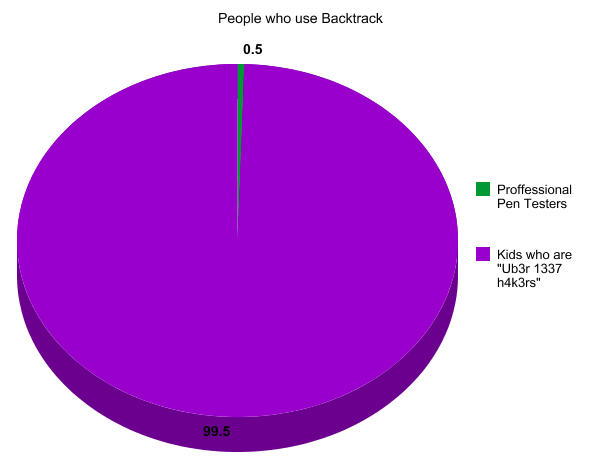 People who use Backtrack
0.5
Proffessional
Pen Testers
Kids who are
"Ub3r 1337
h4k3rs"
99.5